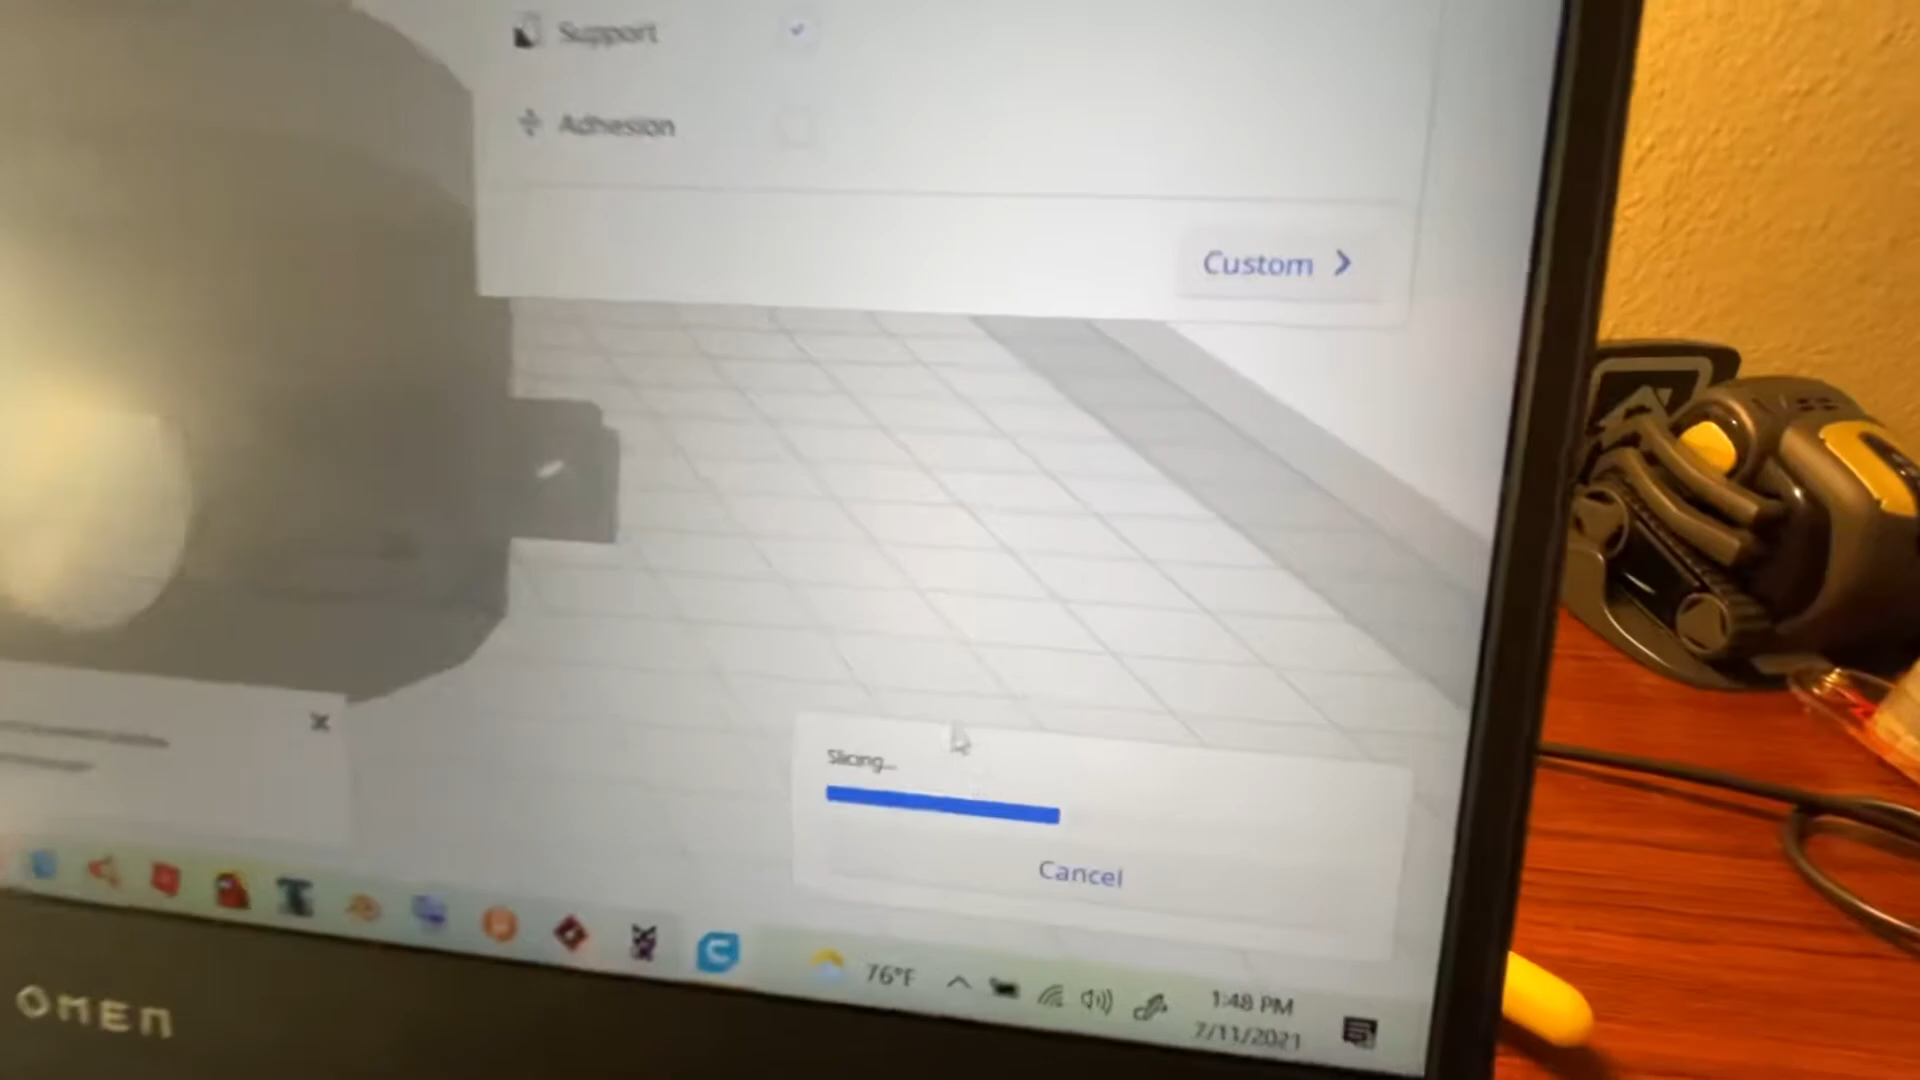 Support
Adhesion
Custom
Slicing...
Cancel
76°F
1:48 PM
7/11/2021
OMEN